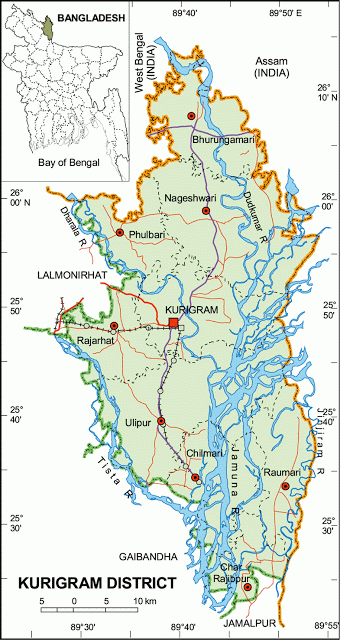 89°40'
89°50' E
BANGLADESH
West Bengal
(INDIA)
Assam
(INDIA)
26°
10'
Bay of Bengal
Bhurungamari
26°
00' N
26°
00'
Nageshwari
Dudkumar R
Dharala R
Phulbari
LALMONIRHAT
25°
50'
25°
50'
KURIGRAM
Rajarhat
25°
40'
25°
40'
Ulipur
Chilmari
Jinjiram R
Jamuna R
Tista R
Raumari
25°
30'
25°
30'
GAIBANDHA
Char
Rajibpur
KURIGRAM DISTRICT
5 0 5 10 km
JAMALPUR
89°30'
89°40'
89°55'